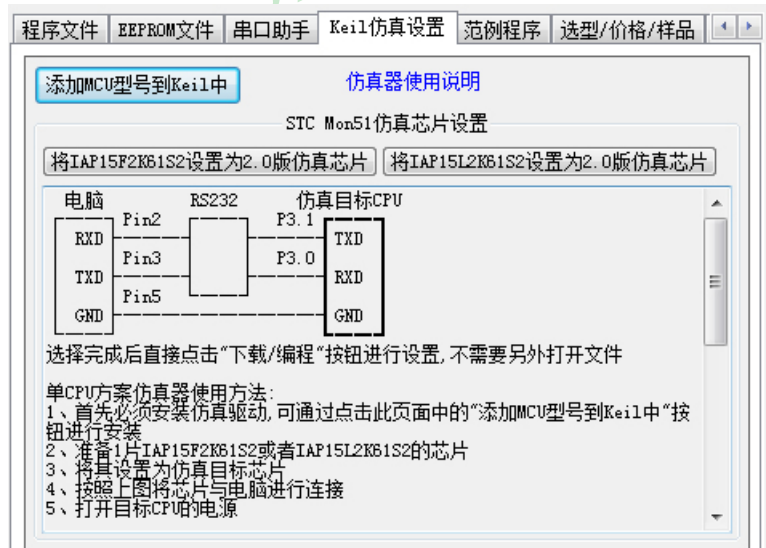 程序文件 EEPROM文件 串口助手 Keil仿真设置 范例程序 选型/价格/样品
添加MCU型号到Keil中 仿真器使用说明
STC Mon51仿真芯片设置
将IAP15F2K61S2设置为2.0版仿真芯片 将IAP15L2K61S2设置为2.0版仿真芯片
电脑 RS232 仿真目标CPU
Pin2 P3.1
RXD TXD
Pin3 P3.0
TXD RXD
Pin5
GND GND
选择完成后直接点击"下载/编程"按钮进行设置,不需要另外打开文件
单CPU方案仿真器使用方法:
1、首先必须安装仿真驱动,可通过点击此页面中的"添加MCU型号到Keil中"按
钮进行安装
2、准备1片IAP15F2K61S2或者IAP15L2K61S2的芯片
3、将其设置为仿真目标芯片
4、按照上图将芯片与电脑进行连接
5、打开目标CPU的电源